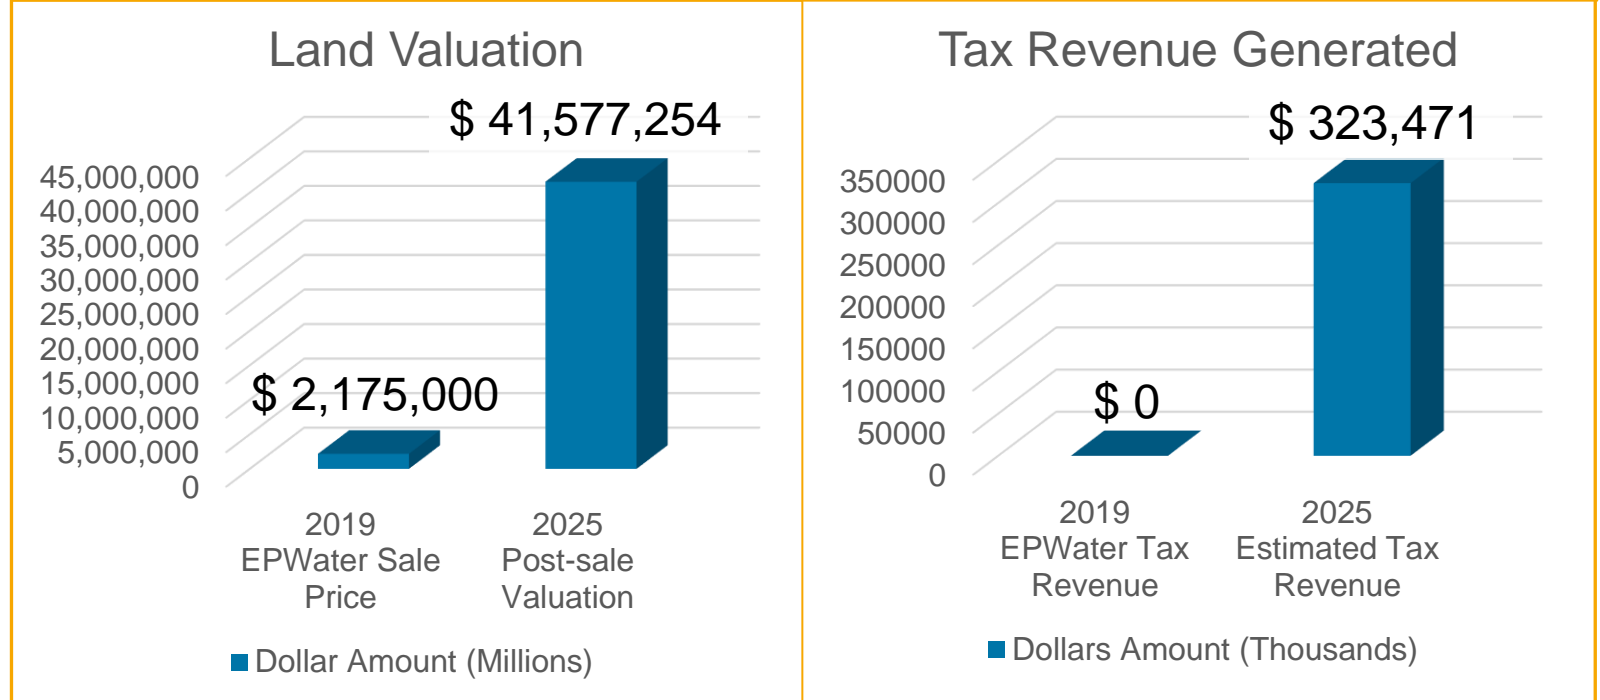 Land Valuation
$ 41,577,254
45,000,000
40,000,000
35,000,000
30,000,000
25,000,000
20,000,000
15,000,000
10,000,000
5,000,000
0
$ 2,175,000
2019
EPWater Sale
Price
2025
Post-sale
Valuation
Dollar Amount (Millions)
Tax Revenue Generated
$ 323,471
350000
300000
250000
200000
150000
100000
50000
0
$ 0
2019
EPWater Tax
Revenue
2025
Estimated Tax
Revenue
Dollars Amount (Thousands)